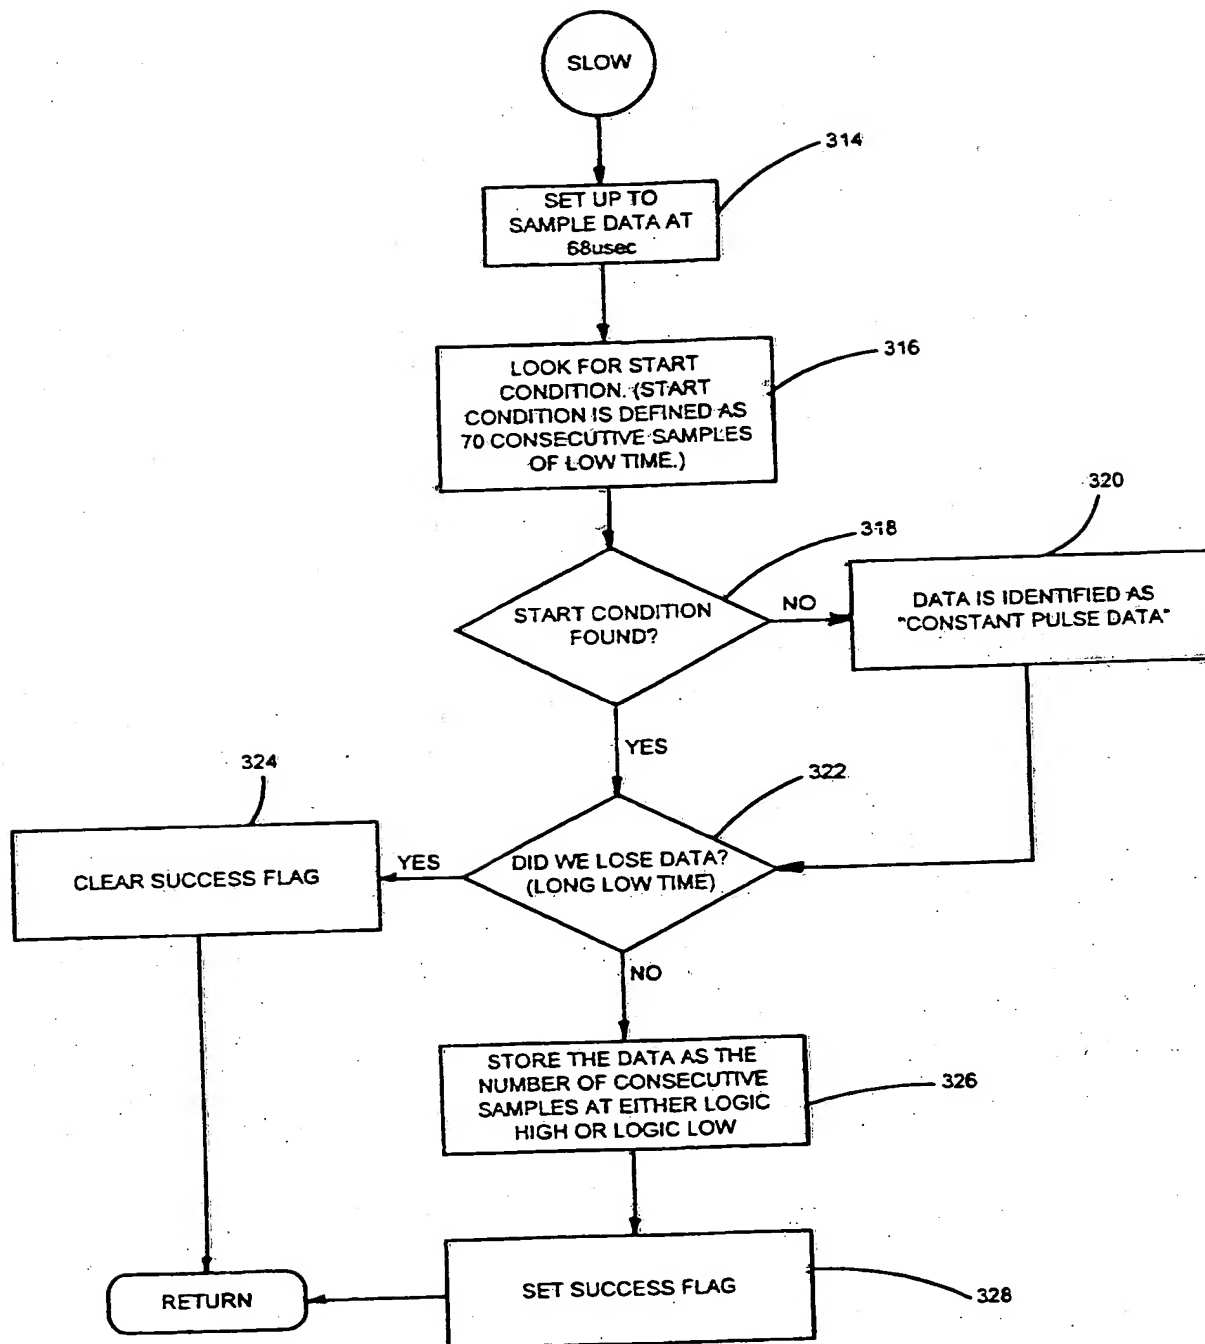 SLOW
314
SET UP TO
SAMPLE DATA AT
68usec
316
LOOK FOR START
CONDITION. (START
CONDITION IS DEFINED AS
70 CONSECUTIVE SAMPLES
OF LOW TIME.)
320
318
START CONDITION
FOUND?
NO
DATA IS IDENTIFIED AS
"CONSTANT PULSE DATA"
YES
324
322
CLEAR SUCCESS FLAG
YES
DID WE LOSE DATA?
(LONG LOW TIME)
NO
STORE THE DATA AS THE
NUMBER OF CONSECUTIVE
SAMPLES AT EITHER LOGIC
HIGH OR LOGIC LOW
326
RETURN
SET SUCCESS FLAG
328